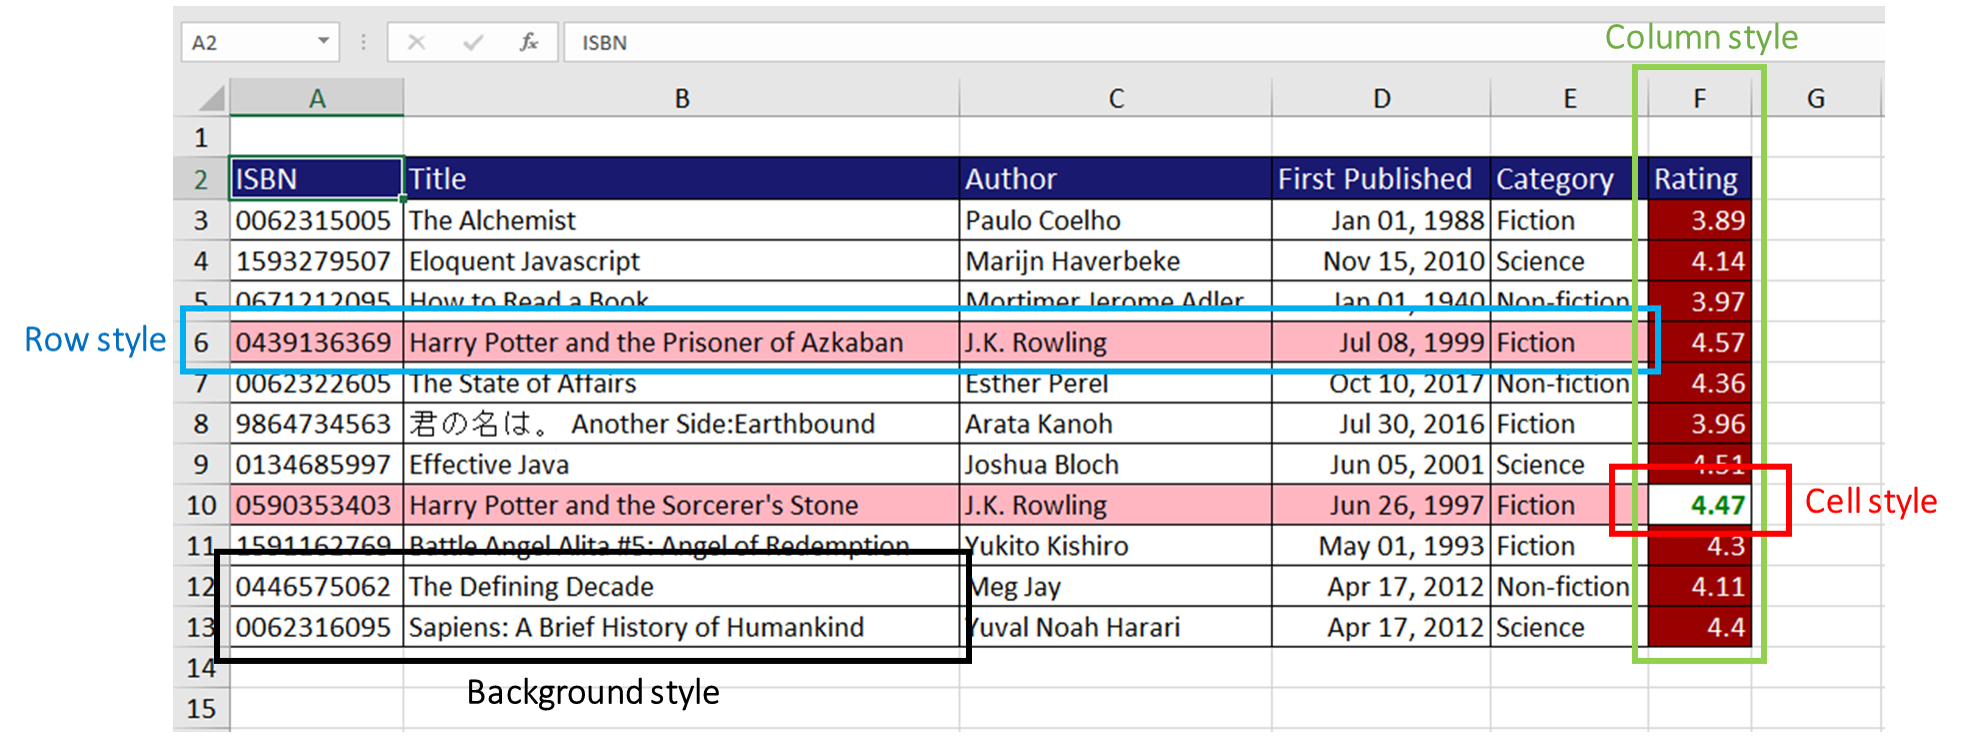 A2 fx ISBN
Column style
A B C D E F G
1
2 ISBN Title Author First Published Category Rating
3 0062315005 The Alchemist Paulo Coelho Jan 01, 1988 Fiction 3.89
4 1593279507 Eloquent Javascript Marijn Haverbeke Nov 15, 2010 Science 4.14
5 0671212095 How to Read a Book Mortimer Jerome Adler Jan 01, 1940 Non-fiction 3.97
Row style
6 0439136369 Harry Potter and the Prisoner of Azkaban J.K. Rowling Jul 08, 1999 Fiction 4.57
7 0062322605 The State of Affairs Esther Perel Oct 10, 2017 Non-fiction 4.36
8 9864734563 君の名は。 Another Side:Earthbound Arata Kanoh Jul 30, 2016 Fiction 3.96
9 0134685997 Effective Java Joshua Bloch Jun 05, 2001 Science 4.51
10 0590353403 Harry Potter and the Sorcerer's Stone J.K. Rowling Jun 26, 1997 Fiction 4.47
Cell style
11 1591162769 Battle Angel Alita #5: Angel of Redemption Yukito Kishiro May 01, 1993 Fiction 4.3
12 0446575062 The Defining Decade Meg Jay Apr 17, 2012 Non-fiction 4.11
13 0062316095 Sapiens: A Brief History of Humankind Yuval Noah Harari Apr 17, 2012 Science 4.4
14
Background style
15